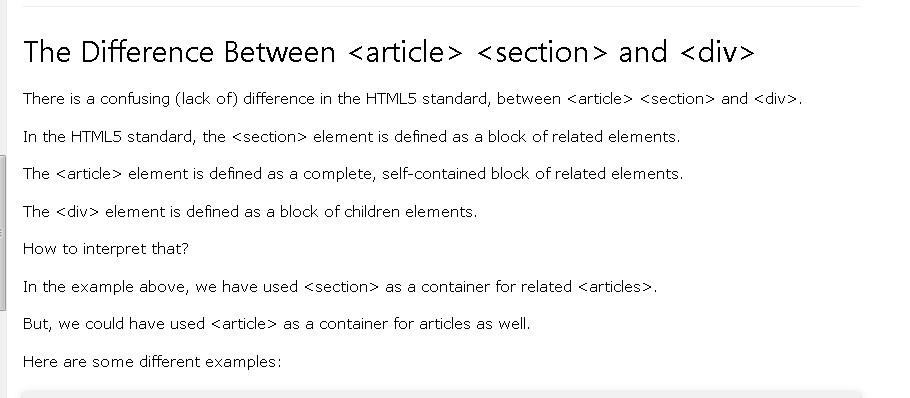 The Difference Between <article> <section> and <div>
There is a confusing (lack of) difference in the HTML5 standard, between <article> <section> and <div>.
In the HTML5 standard, the <section> element is defined as a block of related elements.
The <article> element is defined as a complete, self-contained block of related elements.
The <div> element is defined as a block of children elements.
How to interpret that?
In the example above, we have used <section> as a container for related <articles>.
But, we could have used <article> as a container for articles as well.
Here are some different examples: